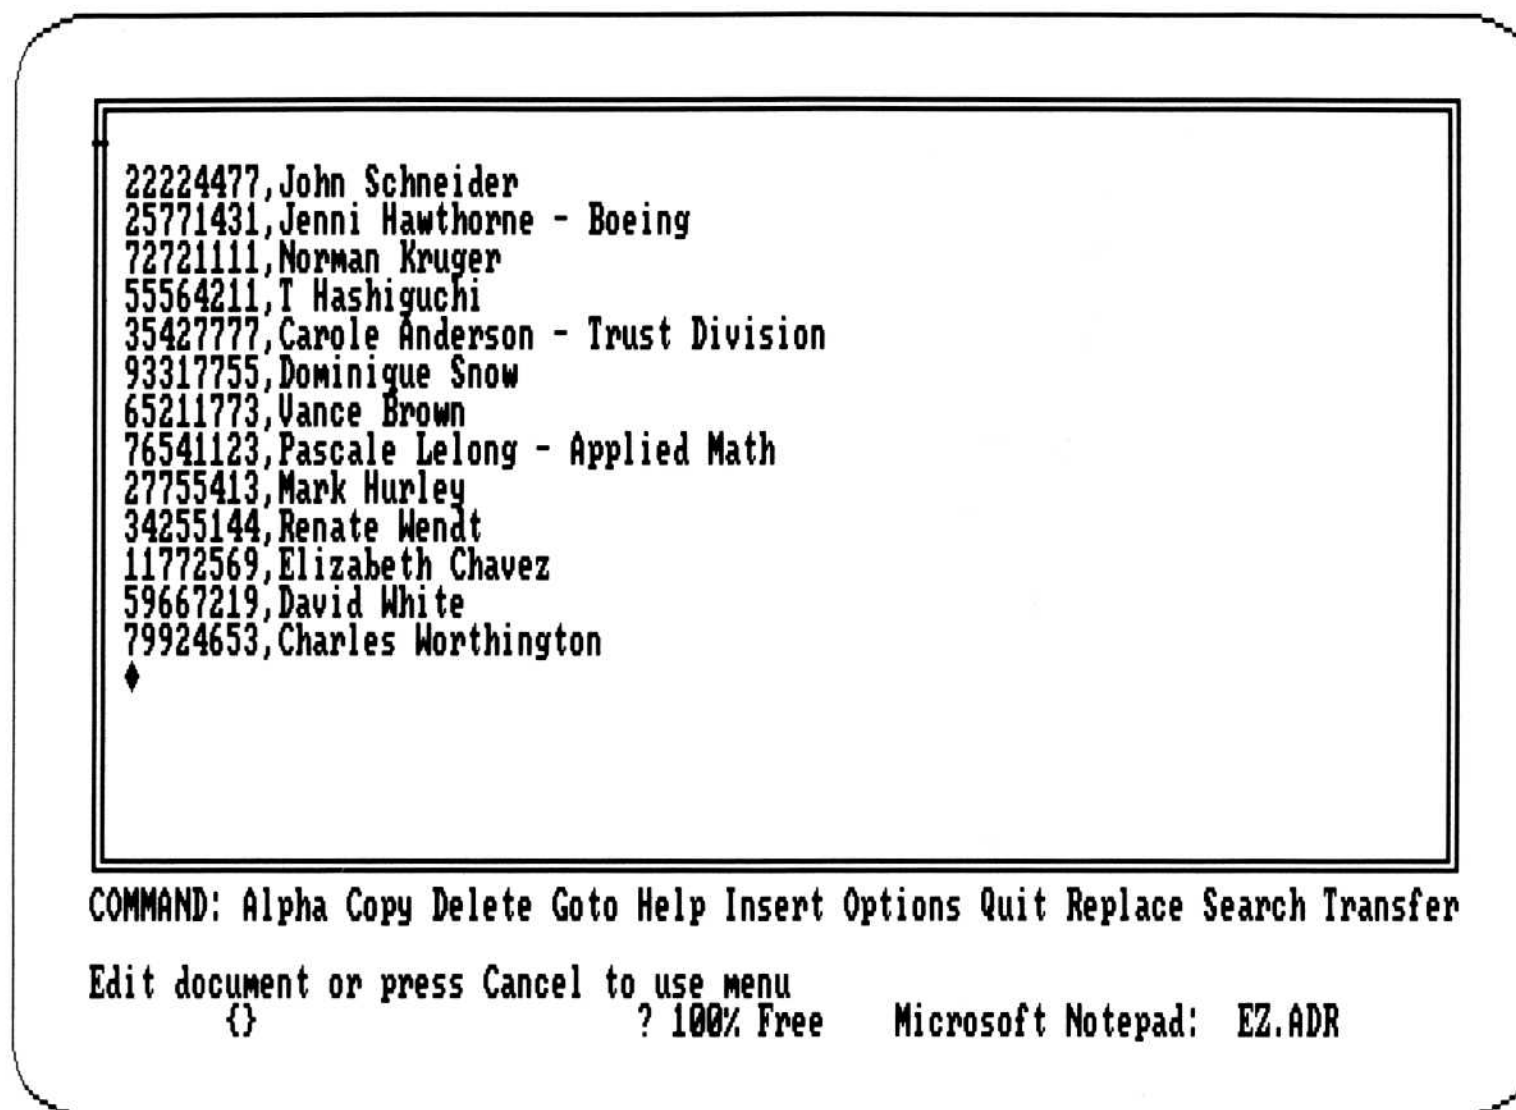 22224477,John Schneider
25771431,Jenni Hawthorne - Boeing
72721111,Norman Kruger
55564211,T Hashiguchi
35427777,Carole Anderson - Trust Division
93317755,Dominique Snow
65211773,Vance Brown
76541123,Pascale Lelong - Applied Math
27755413,Mark Hurley
34255144,Renate Wendt
11772569,Elizabeth Chavez
59667219,David White
79924653,Charles Worthington
♦
COMMAND: Alpha Copy Delete Goto Help Insert Options Quit Replace Search Transfer
Edit document or press Cancel to use menu
{} ? 100% Free Microsoft Notepad: EZ.ADR